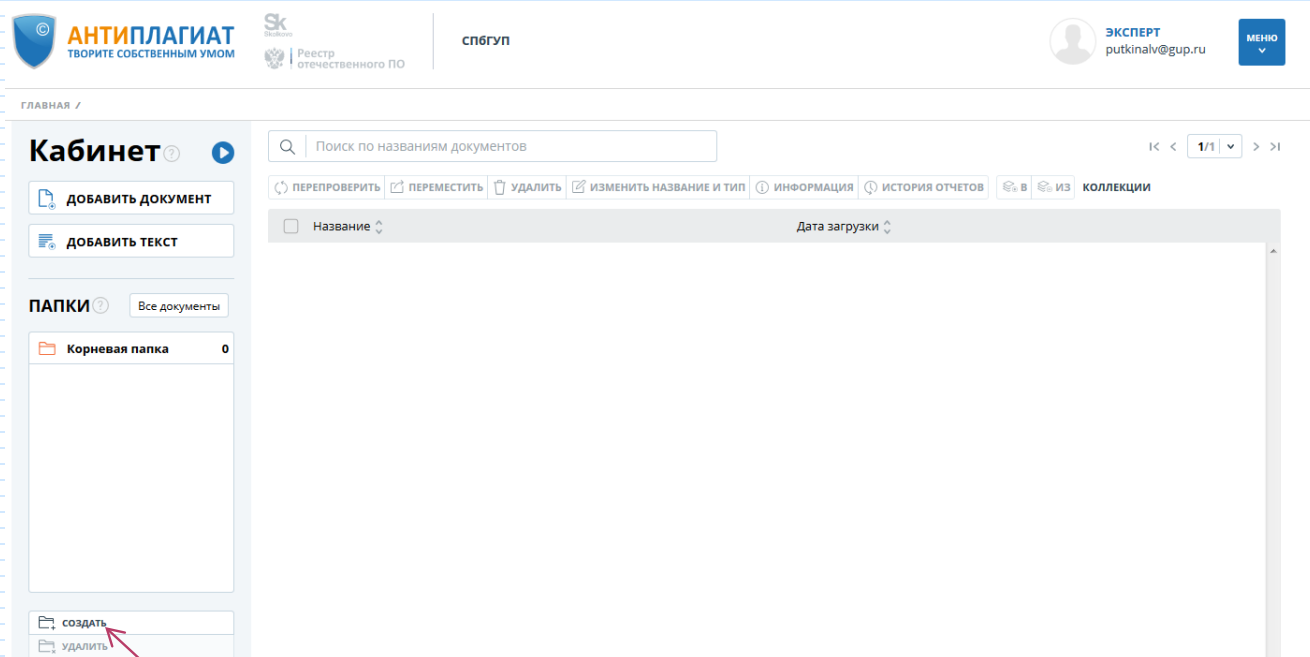 ©
АНТИПЛАГИАТ
ТВОРИТЕ СОБСТВЕННЫМ УМОМ
Sk
Skolkovo
Реестр
отечественного ПО
СПбГУП
ЭКСПЕРТ
putkinalv@gup.ru
МЕНЮ
ГЛАВНАЯ /
Кабинет ?
Поиск по названиям документов
1/1
ПЕРЕПРОВЕРИТЬ ПЕРЕМЕСТИТЬ УДАЛИТЬ ИЗМЕНИТЬ НАЗВАНИЕ И ТИП ИНФОРМАЦИЯ ИСТОРИЯ ОТЧЕТОВ В ИЗ КОЛЛЕКЦИИ
ДОБАВИТЬ ДОКУМЕНТ
Название Дата загрузки
ДОБАВИТЬ ТЕКСТ
ПАПКИ ? Все документы
Корневая папка 0
СОЗДАТЬ
УДАЛИТЬ